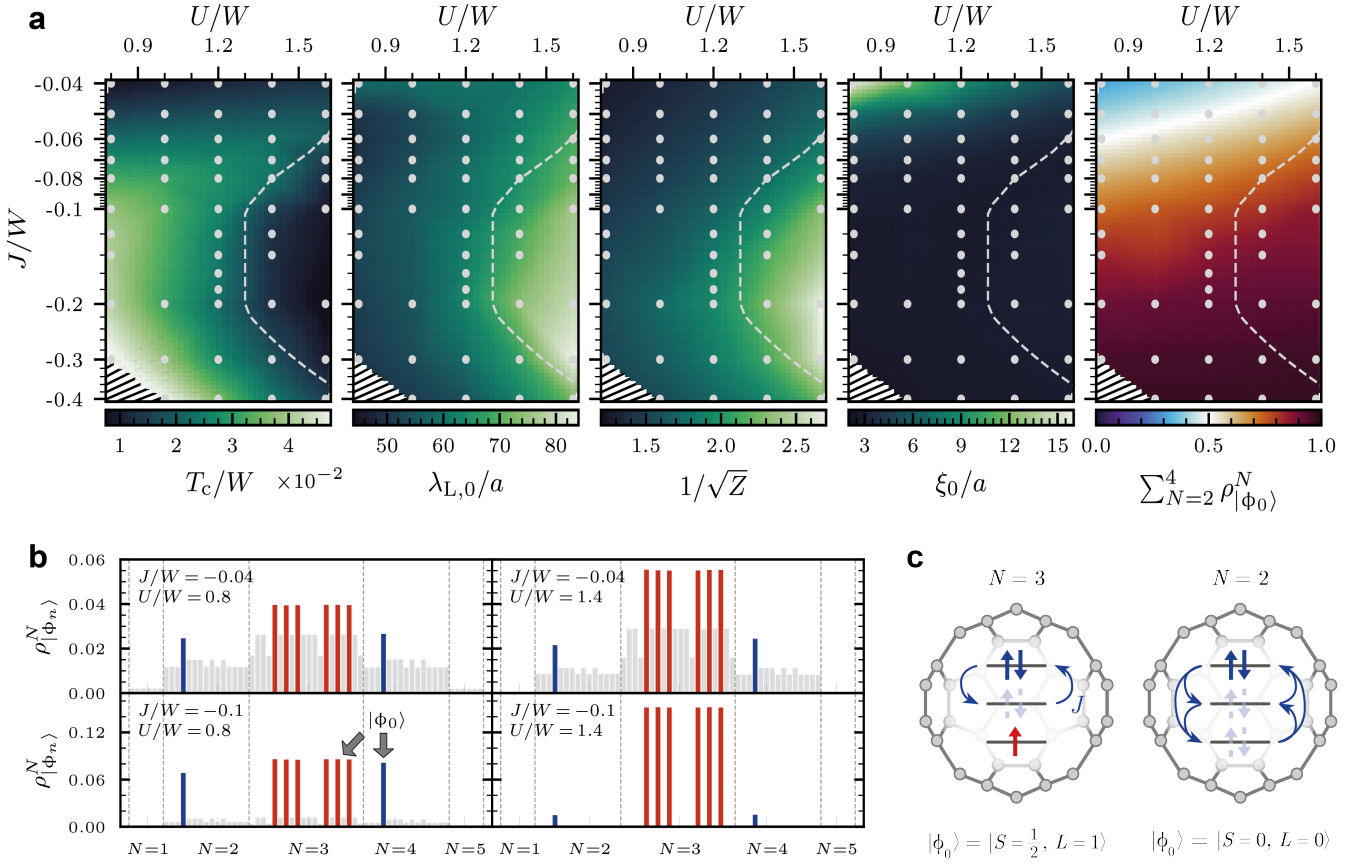 a
U/W U/W U/W U/W U/W
0.9 1.2 1.5 0.9 1.2 1.5 0.9 1.2 1.5 0.9 1.2 1.5 0.9 1.2 1.5
J/W
-0.04
-0.06
-0.08
-0.1
-0.2
-0.3
-0.4
1 2 3 4 50 60 70 80 1.5 2.0 2.5 3 6 9 12 15 0.0 0.5 1.0
T_c/W ×10⁻² λ_{L,0}/a 1/√Z ξ_0/a ∑_{N=2}^{4} ρ^N_{|ϕ_0⟩}
b
ρ^N_{|ϕ_n⟩}
0.06
0.04
0.02
0.00
J/W = −0.04
U/W = 0.8
J/W = −0.04
U/W = 1.4
ρ^N_{|ϕ_n⟩}
0.12
0.06
0.00
J/W = −0.1
U/W = 0.8
|ϕ_0⟩
J/W = −0.1
U/W = 1.4
N=1 N=2 N=3 N=4 N=5 N=1 N=2 N=3 N=4 N=5
c
N = 3 N = 2
J
|ϕ_0⟩ = |S = 1/2, L = 1⟩ |ϕ_0⟩ = |S = 0, L = 0⟩